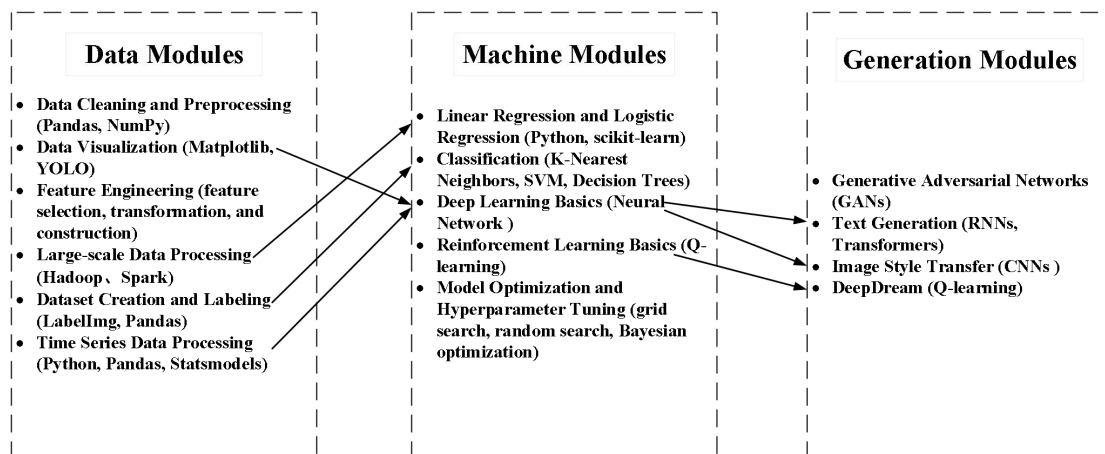 Data Modules
• Data Cleaning and Preprocessing
(Pandas, NumPy)
• Data Visualization (Matplotlib,
YOLO)
• Feature Engineering (feature
selection, transformation, and
construction)
• Large-scale Data Processing
(Hadoop、Spark)
• Dataset Creation and Labeling
(LabelImg, Pandas)
• Time Series Data Processing
(Python, Pandas, Statsmodels)
Machine Modules
• Linear Regression and Logistic
Regression (Python, scikit-learn)
• Classification (K-Nearest
Neighbors, SVM, Decision Trees)
• Deep Learning Basics (Neural
Network )
• Reinforcement Learning Basics (Q-
learning)
• Model Optimization and
Hyperparameter Tuning (grid
search, random search, Bayesian
optimization)
Generation Modules
• Generative Adversarial Networks
(GANs)
• Text Generation (RNNs,
Transformers)
• Image Style Transfer (CNNs )
• DeepDream (Q-learning)